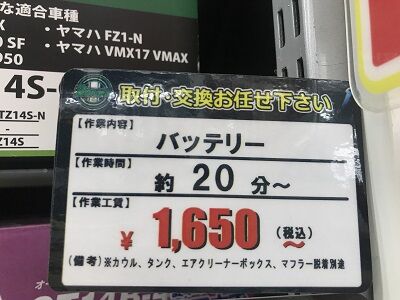 な適合車種
X ・ヤマハ FZ1-N
0 SF ・ヤマハ VMX17 VMAX
950
14S-
TZ14S-N
-
TZ14S
取付・交換お任せ下さい
【作業内容】
バッテリー
【作業時間】
約 20 分～
【作業工賃】
¥ 1,650 (税込)～
(備考)※カウル、タンク、エアクリーナーボックス、マフラー脱着別途